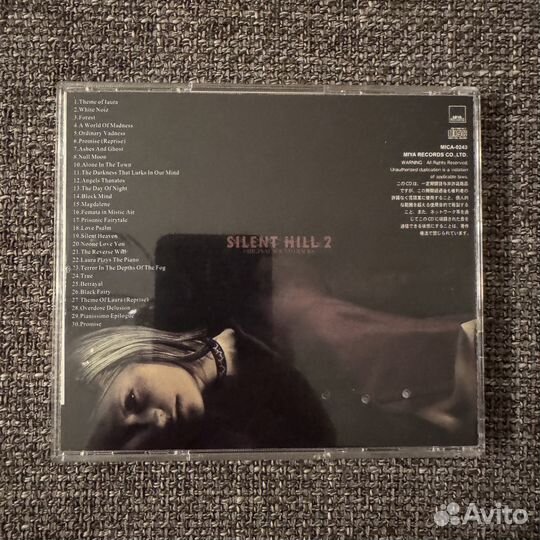 1.Theme of laura
2.White Noiz
3.Forest
4.A World Of Madness
5.Ordinary Vadness
6.Promise (Reprise)
7.Ashes And Ghost
8.Null Moon
10.Alone In The Town
11.The Darkness That Lurks In Our Mind
12.Angels Thanatos
13.The Day Of Night
14.Block Mind
15.Magdalene
16.Femata in Mistic Air
17.Prisonic Fairytale
18.Love Psalm
19.Silent Heaven
20.Noone Love You
21.The Reverse Will
22.Laura Plays The Piano
23.Terror In The Depths Of The Fog
24.True
25.Betrayal
26.Black Fairy
27.Theme Of Laura (Reprise)
28.Overdose Delusion
29.Pianissimo Epilogue
30.Promise
MIYA
MICA-0243
MIYA RECORDS CO.,LTD.
WARNING All Rights Reserved.
Unauthorized duplication is a violation
of applicable laws.
SILENT HILL 2
ORIGINAL SOUNDTRACKS
Avito